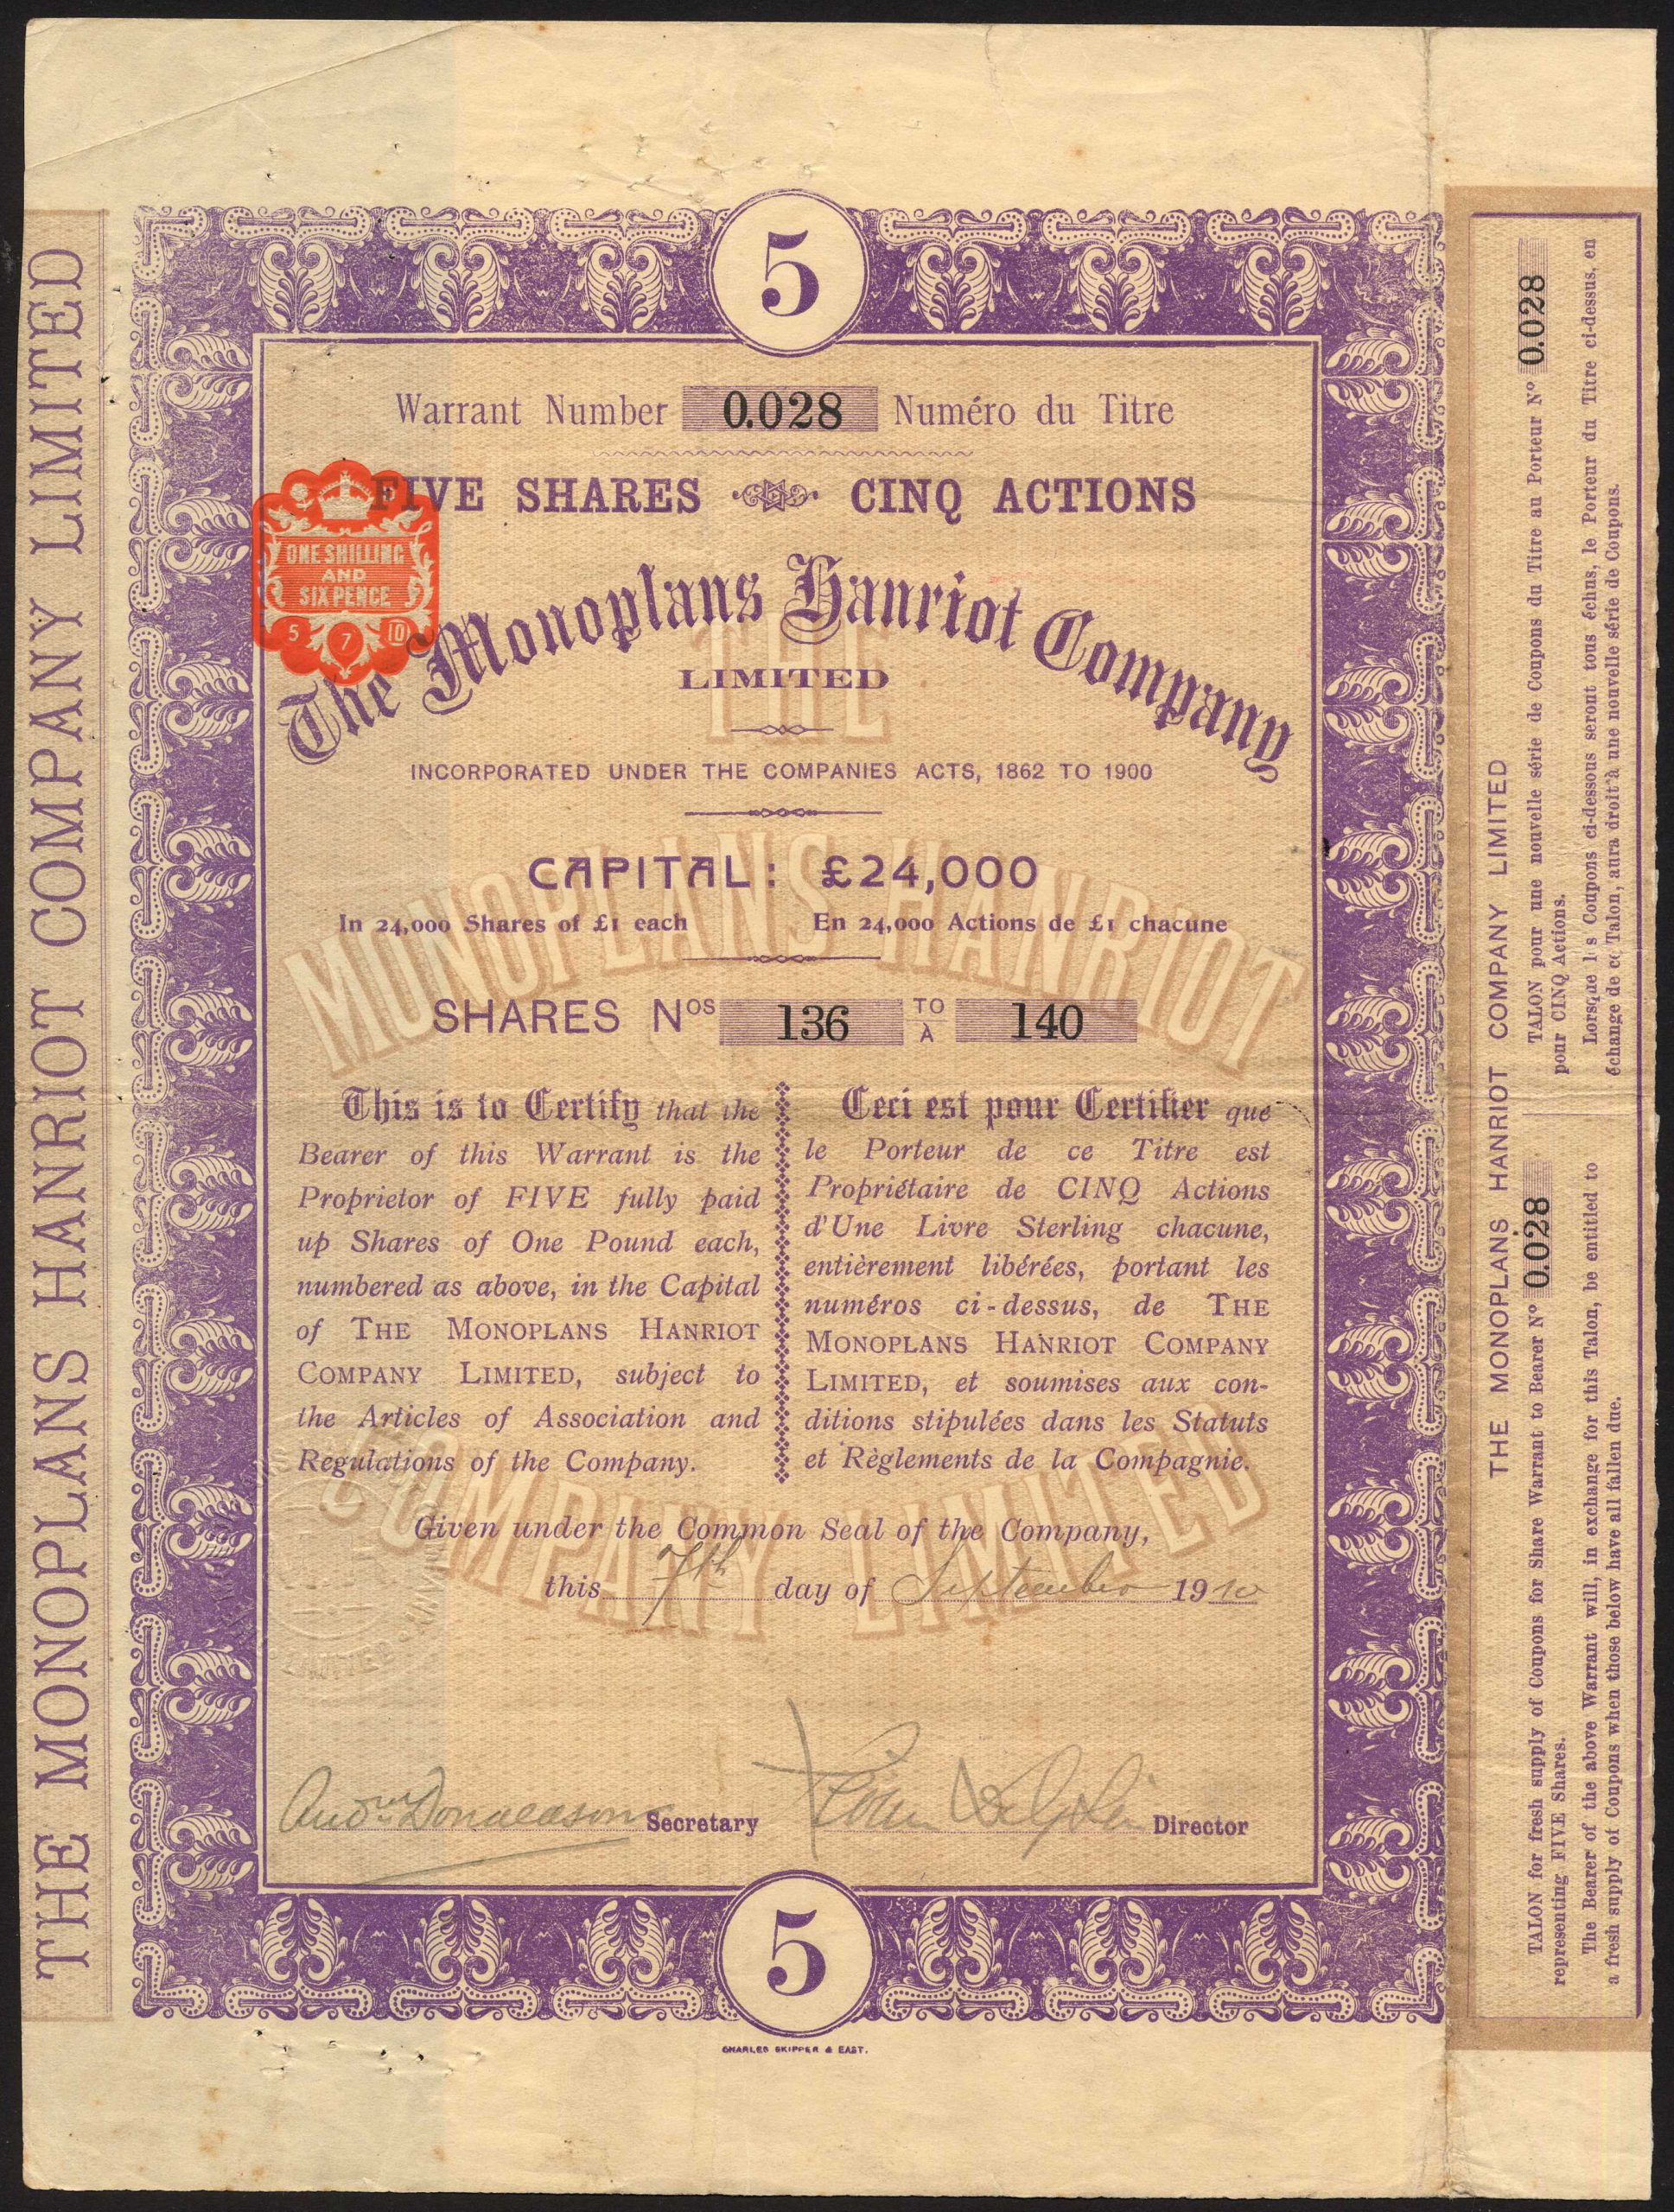 THE MONOPLANS HANRIOT COMPANY LIMITED
5
Warrant Number 0.028 Numéro du Titre
FIVE SHARES CINQ ACTIONS
ONE SHILLING
AND
SIX PENCE
5 7 10
The Monoplans Hanriot Company
LIMITED
INCORPORATED UNDER THE COMPANIES ACTS, 1862 TO 1900
CAPITAL: £24,000
In 24,000 Shares of £1 each
En 24,000 Actions de £1 chacune
SHARES Nos 136 TO/A 140
This is to Certify that the
Bearer of this Warrant is the
Proprietor of FIVE fully paid
up Shares of One Pound each,
numbered as above, in the Capital
of THE MONOPLANS HANRIOT
COMPANY LIMITED, subject to
the Articles of Association and
Regulations of the Company.
Ceci est pour Certifier que
le Porteur de ce Titre est
Propriétaire de CINQ Actions
d'Une Livre Sterling chacune,
entièrement libérées, portant les
numéros ci-dessus, de THE
MONOPLANS HANRIOT COMPANY
LIMITED, et soumises aux con-
ditions stipulées dans les Statuts
et Règlements de la Compagnie.
THE
MONOPLANS HANRIOT
COMPANY LIMITED
Given under the Common Seal of the Company,
this 7th day of September 1910
Secretary
Director
5
CHARLES SKIPPER & EAST.
THE MONOPLANS HANRIOT COMPANY LIMITED
TALON for fresh supply of Coupons for Share Warrant to Bearer No 0.028
representing FIVE Shares.
The Bearer of the above Warrant will, in exchange for this Talon, be entitled to
a fresh supply of Coupons when those below have all fallen due.
TALON pour une nouvelle série de Coupons du Titre au Porteur No 0.028
pour CINQ Actions.
Lorsque les Coupons ci-dessous seront tous échus, le Porteur du Titre ci-dessus, en
échange de ce Talon, aura droit à une nouvelle série de Coupons.